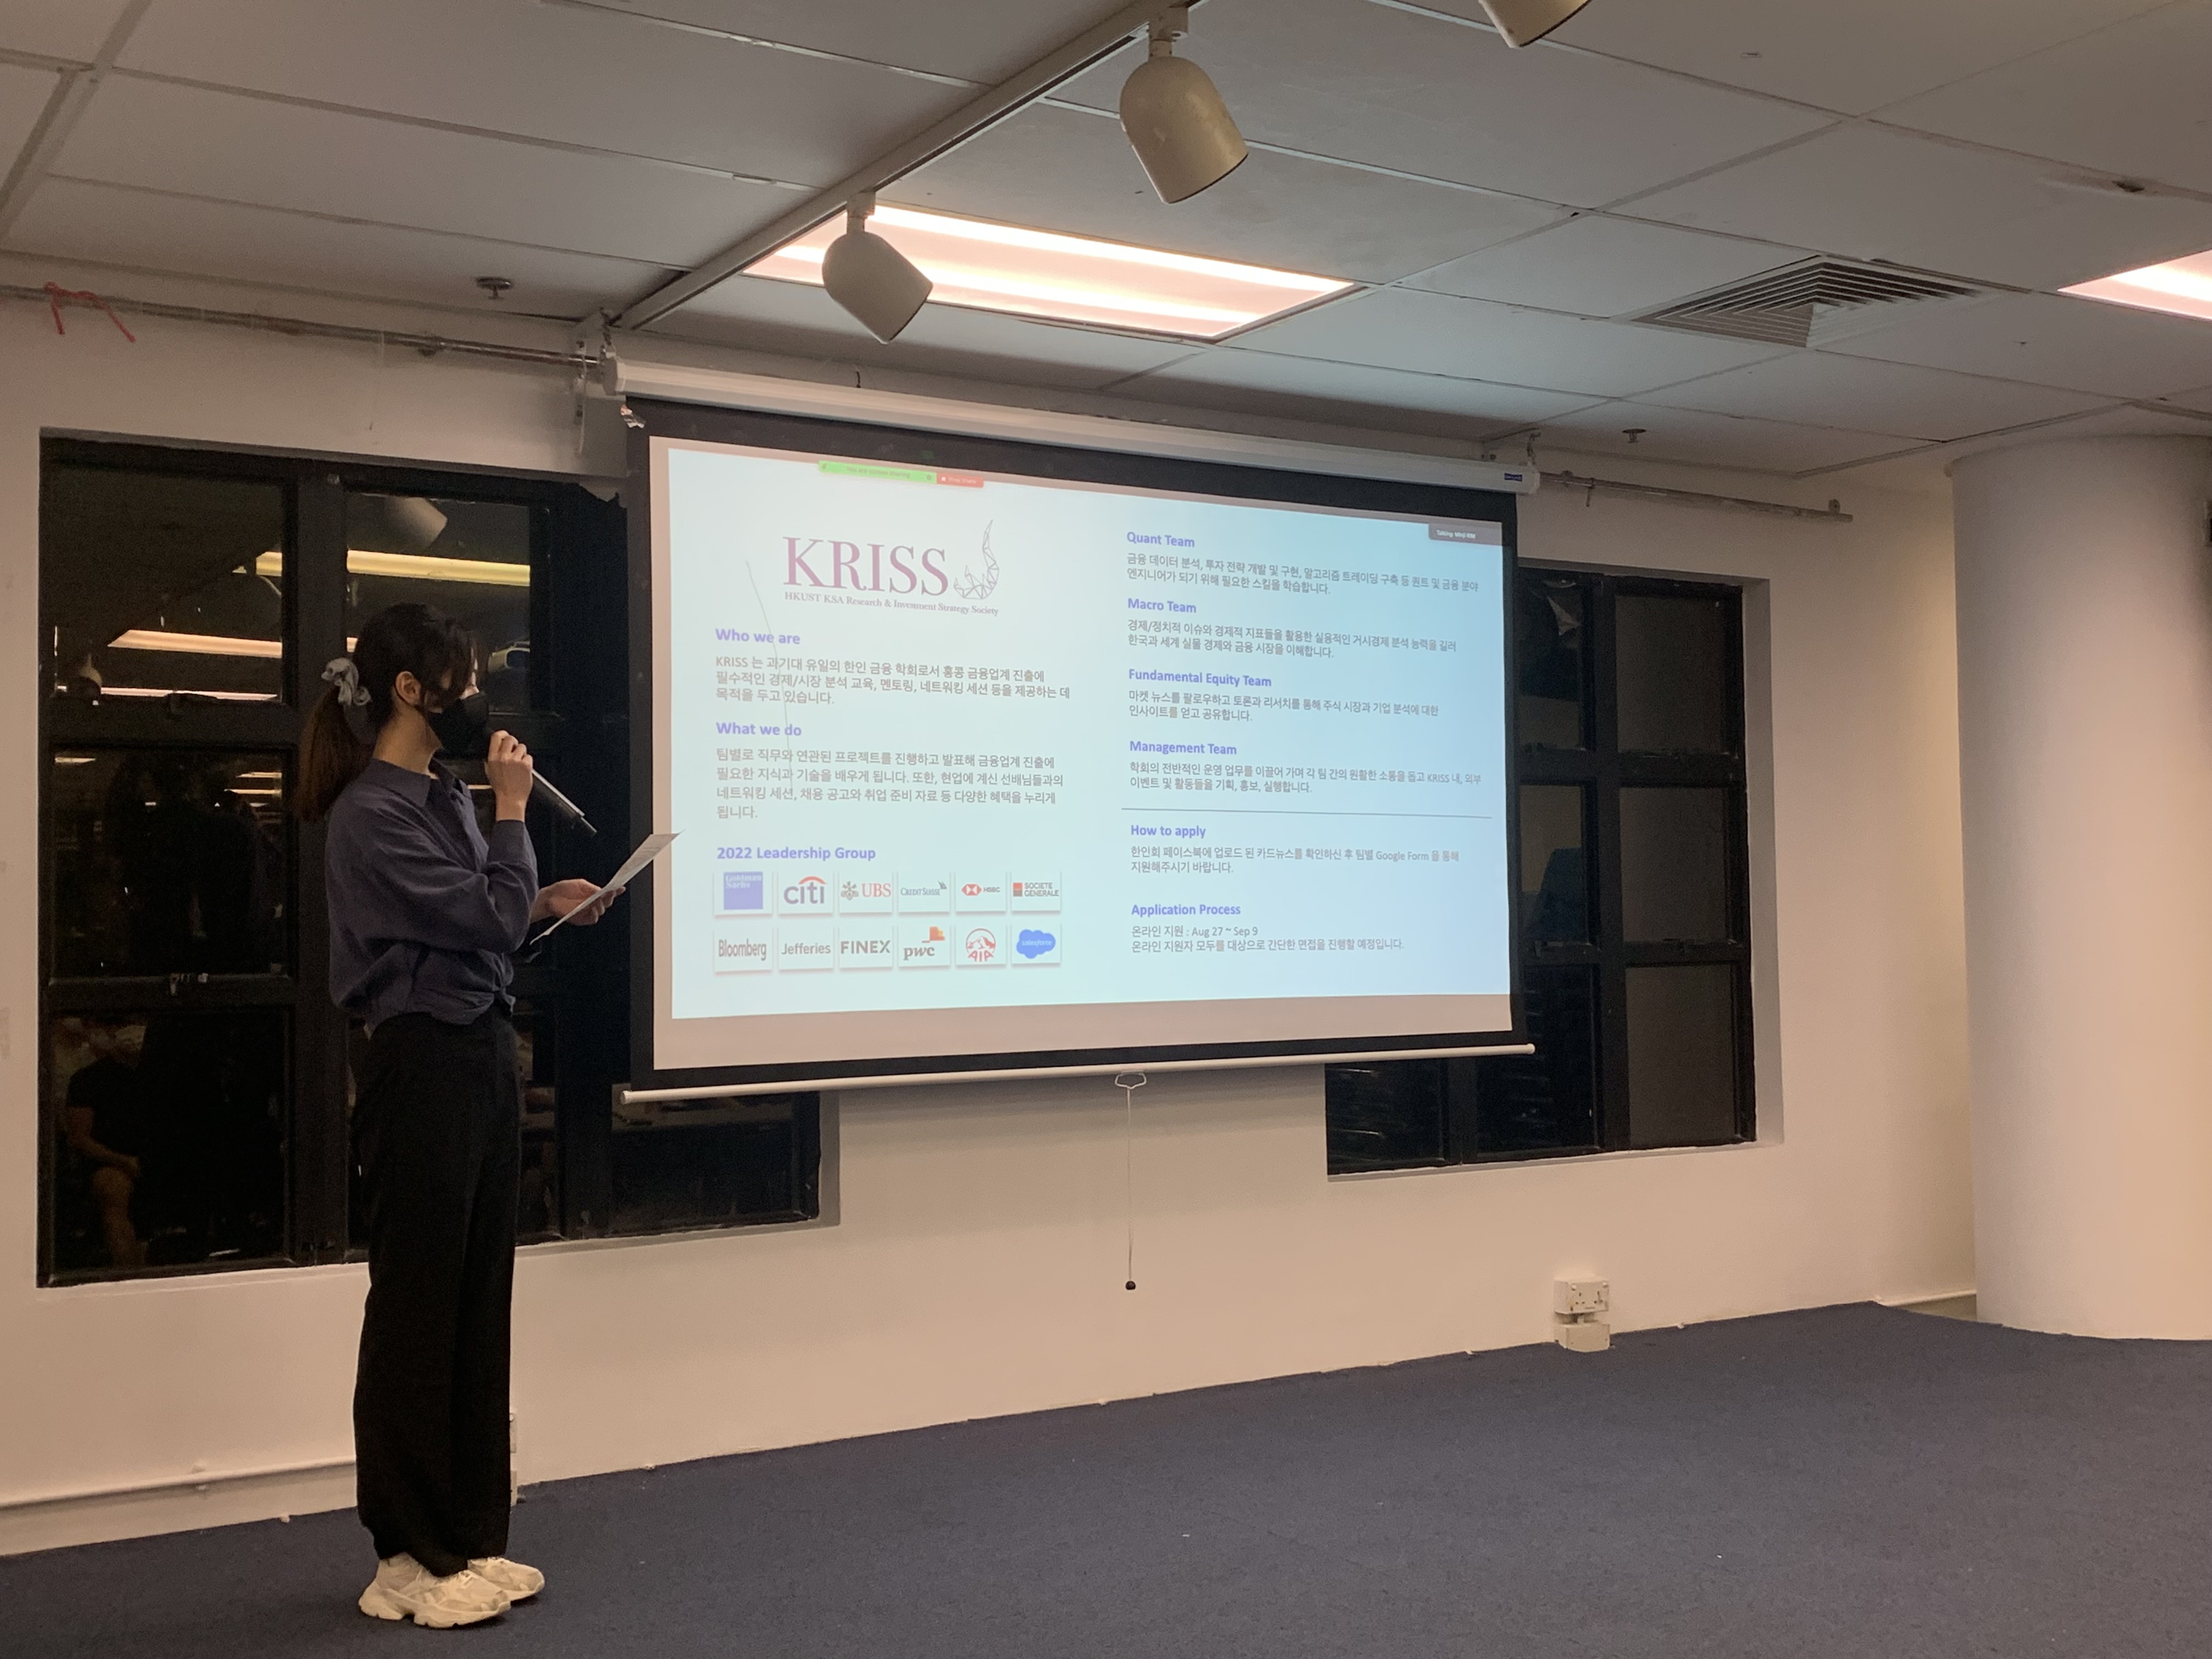 KRISS
HKUST KSA Research & Investment Strategy Society
Who we are
KRISS 는 과기대 유일의 한인 금융 학회로서 홍콩 금융업계 진출에
필수적인 경제/시장 분석 교육, 멘토링, 네트워킹 세션 등을 제공하는 데
목적을 두고 있습니다.
What we do
팀별로 직무와 연관된 프로젝트를 진행하고 발표해 금융업계 진출에
필요한 지식과 기술을 배우게 됩니다. 또한, 현업에 계신 선배님들과의
네트워킹 세션, 채용 공고와 취업 준비 자료 등 다양한 혜택을 누리게
됩니다.
2022 Leadership Group
Goldman
Sachs
citi
UBS
CREDIT SUISSE
HSBC
SOCIETE
GENERALE
Bloomberg
Jefferies
FINEX
pwc
AIA
salesforce
Talking: Minji KIM
Quant Team
금융 데이터 분석, 투자 전략 개발 및 구현, 알고리즘 트레이딩 구축 등 퀀트 및 금융 분야
엔지니어가 되기 위해 필요한 스킬을 학습합니다.
Macro Team
경제/정치적 이슈와 경제적 지표들을 활용한 실용적인 거시경제 분석 능력을 길러
한국과 세계 실물 경제와 금융 시장을 이해합니다.
Fundamental Equity Team
마켓 뉴스를 팔로우하고 토론과 리서치를 통해 주식 시장과 기업 분석에 대한
인사이트를 얻고 공유합니다.
Management Team
학회의 전반적인 운영 업무를 이끌어 가며 각 팀 간의 원활한 소통을 돕고 KRISS 내, 외부
이벤트 및 활동들을 기획, 홍보, 실행합니다.
How to apply
한인회 페이스북에 업로드 된 카드뉴스를 확인하신 후 팀별 Google Form 을 통해
지원해주시기 바랍니다.
Application Process
온라인 지원 : Aug 27 ~ Sep 9
온라인 지원자 모두를 대상으로 간단한 면접을 진행할 예정입니다.